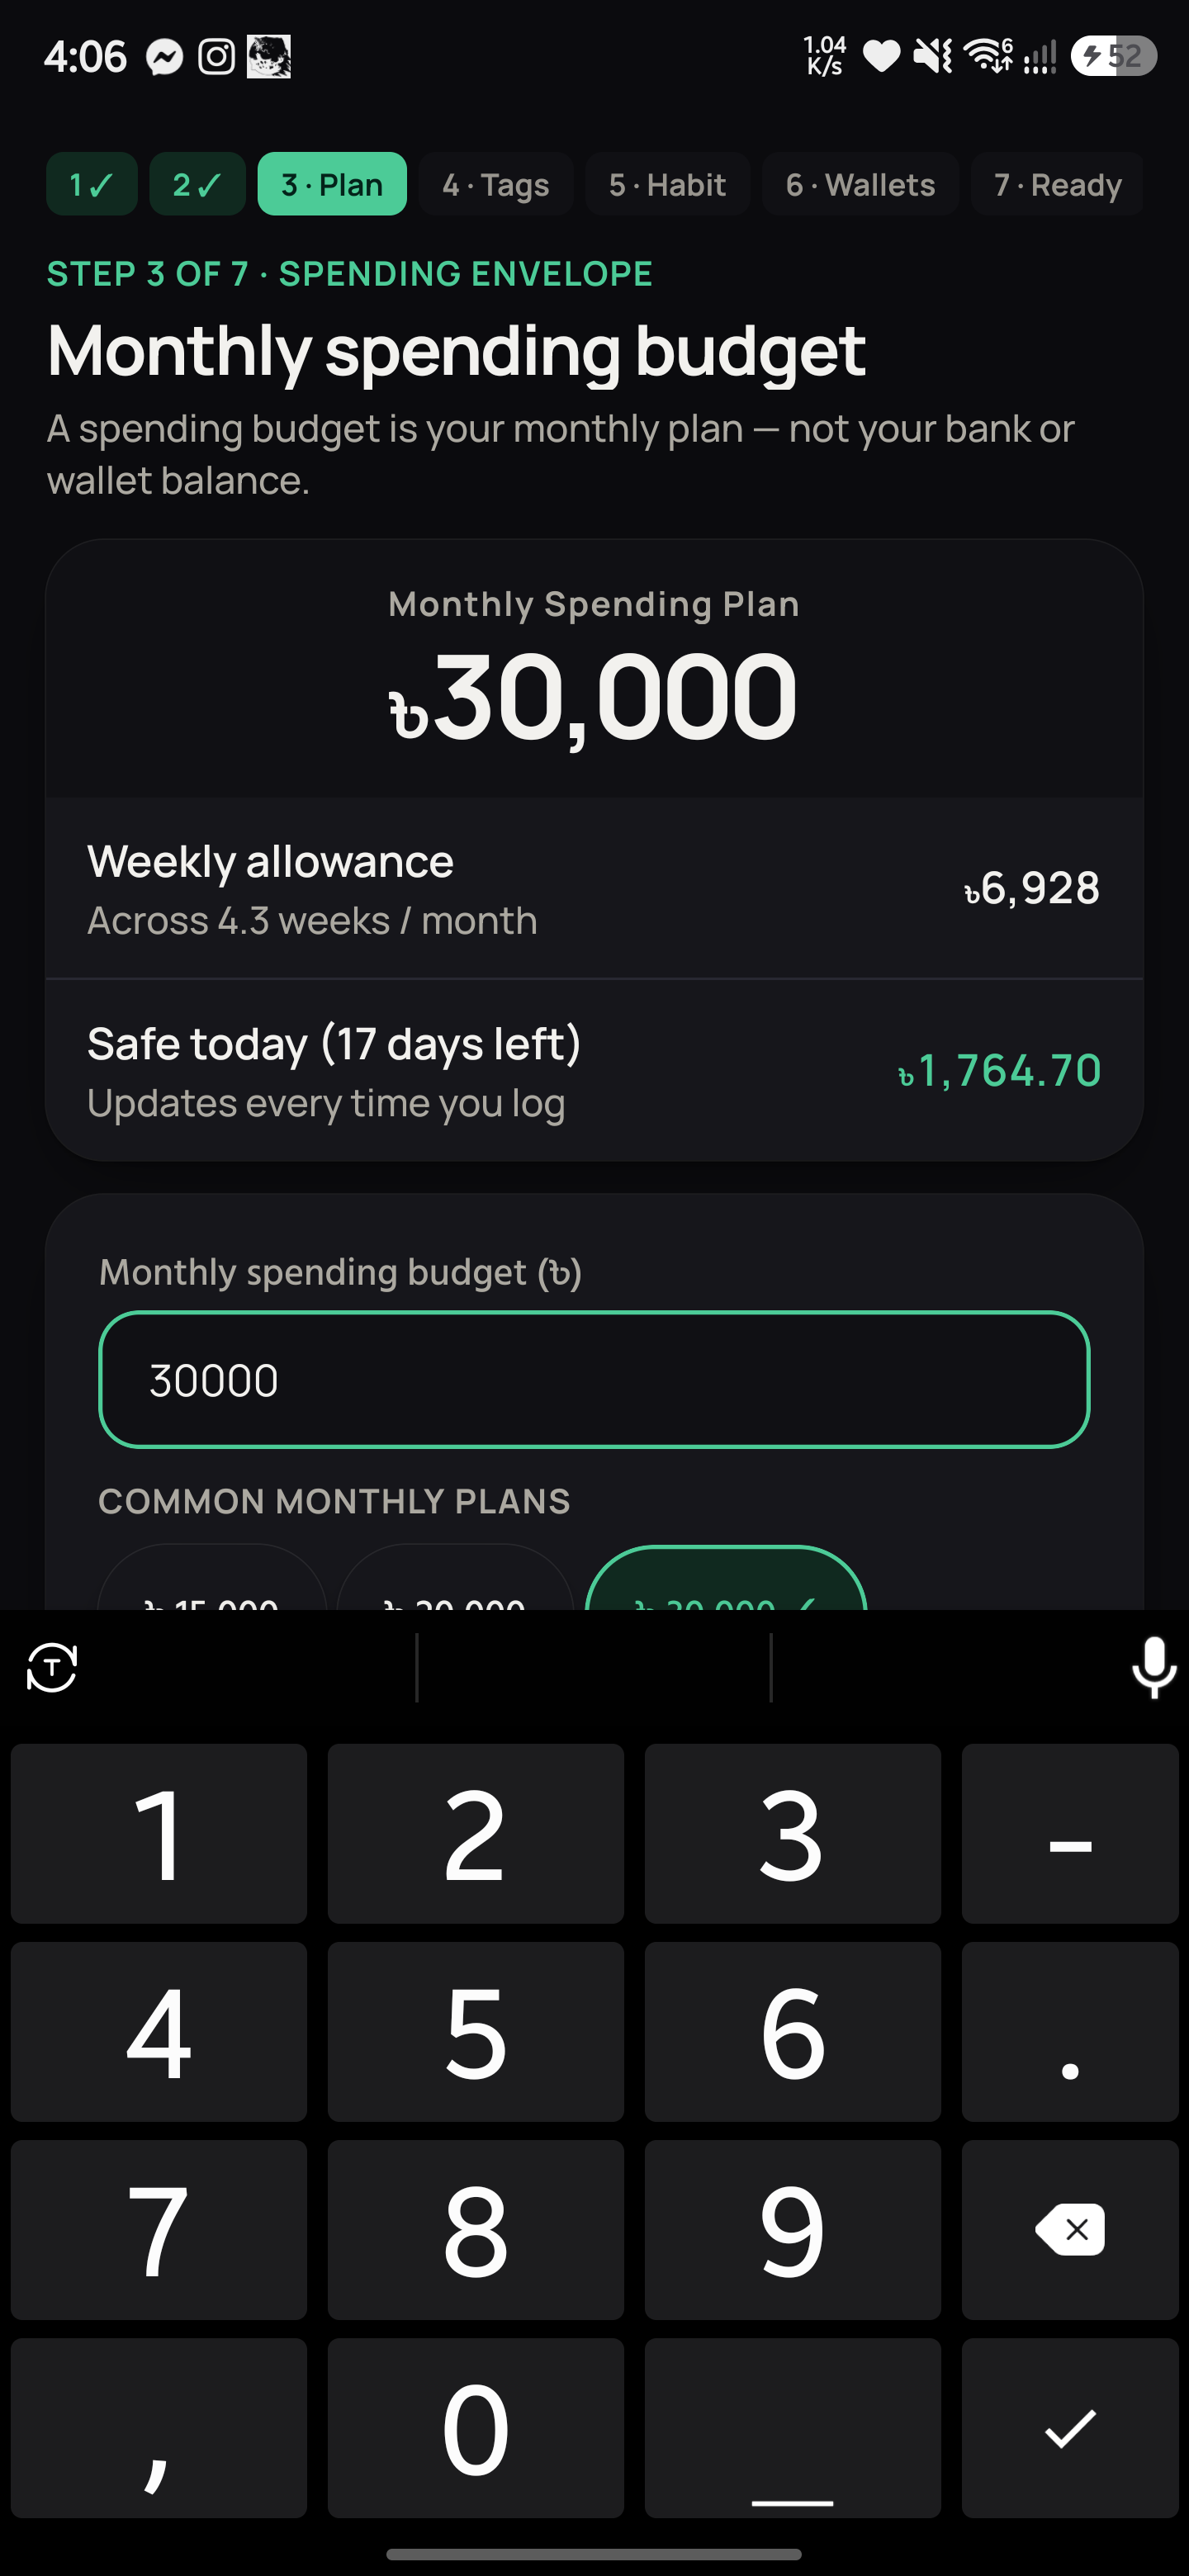 4:06
1.04 K/s
6
52
1 ✓ 2 ✓ 3 · Plan 4 · Tags 5 · Habit 6 · Wallets 7 · Ready
STEP 3 OF 7 · SPENDING ENVELOPE
Monthly spending budget
A spending budget is your monthly plan — not your bank or
wallet balance.
Monthly Spending Plan
৳30,000
Weekly allowance
৳6,928
Across 4.3 weeks / month
Safe today (17 days left)
৳1,764.70
Updates every time you log
Monthly spending budget (৳)
30000
COMMON MONTHLY PLANS
T
1 2 3 -
4 5 6 .
7 8 9
, 0